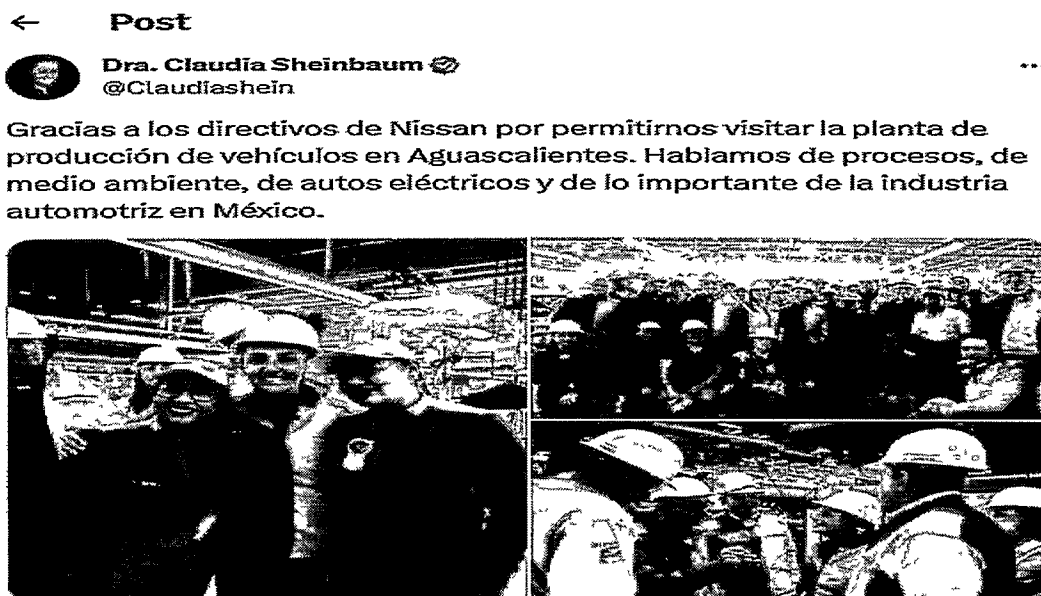 Post
Dra. Claudia Sheinbaum
@Claudiashein
Gracias a los directivos de Nissan por permitirnos visitar la planta de
producción de vehículos en Aguascalientes. Hablamos de procesos, de
medio ambiente, de autos eléctricos y de lo importante de la industria
automotriz en México.